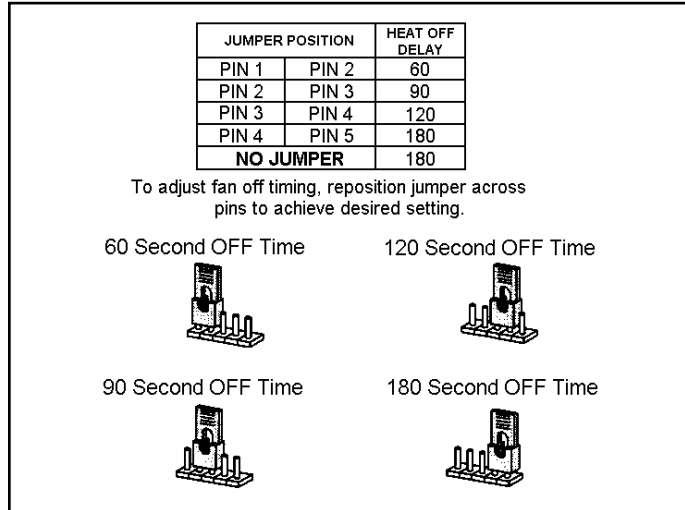 JUMPER POSITION HEAT OFF
DELAY
PIN 1 PIN 2 60
PIN 2 PIN 3 90
PIN 3 PIN 4 120
PIN 4 PIN 5 180
NO JUMPER 180
To adjust fan off timing, reposition jumper across
pins to achieve desired setting.
60 Second OFF Time
120 Second OFF Time
90 Second OFF Time
180 Second OFF Time